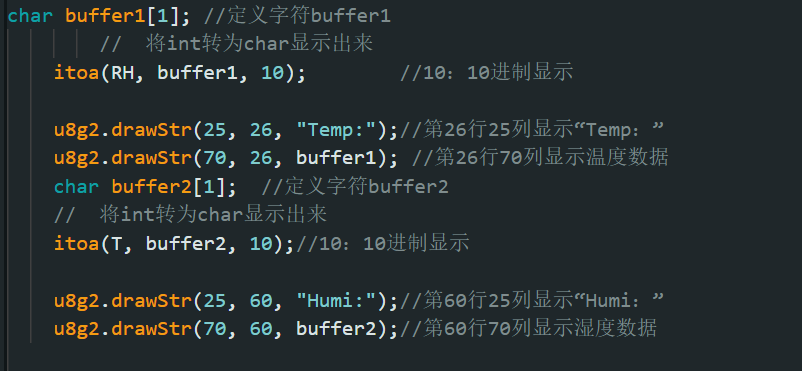 char buffer1[1]; //定义字符buffer1
//  将int转为char显示出来
itoa(RH, buffer1, 10);        //10：10进制显示
u8g2.drawStr(25, 26, "Temp:");//第26行25列显示“Temp：”
u8g2.drawStr(70, 26, buffer1); //第26行70列显示温度数据
char buffer2[1];  //定义字符buffer2
//  将int转为char显示出来
itoa(T, buffer2, 10);//10：10进制显示
u8g2.drawStr(25, 60, "Humi:");//第60行25列显示“Humi：”
u8g2.drawStr(70, 60, buffer2);//第60行70列显示湿度数据